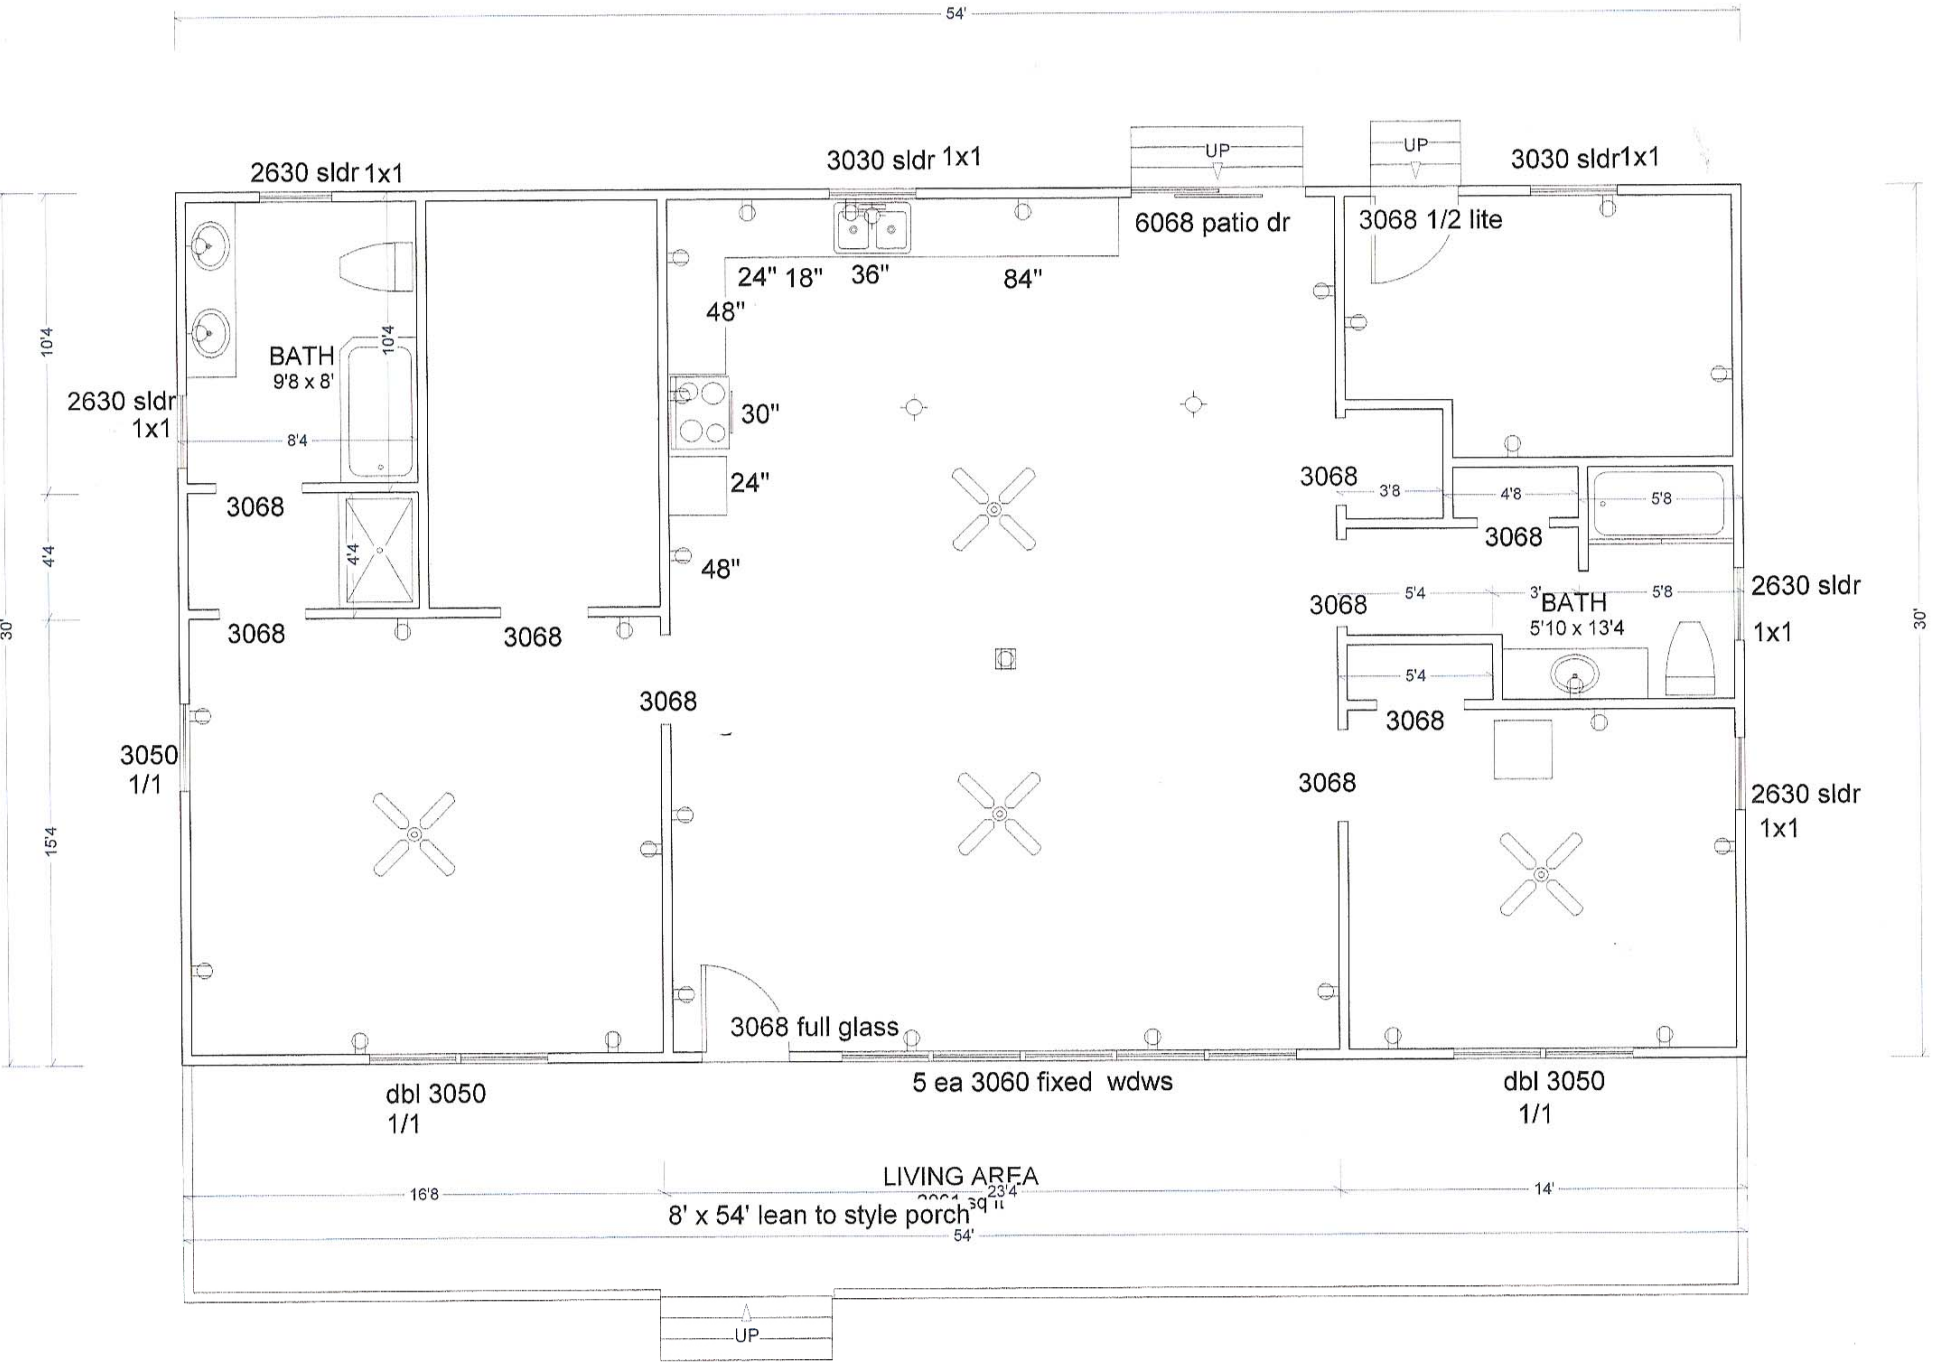 54'
2630 sldr 1x1
3030 sldr 1x1
UP
UP
3030 sldr1x1
6068 patio dr
3068 1/2 lite
24" 18" 36" 84"
48"
10'4
10'4
BATH
9'8 x 8'
2630 sldr
1x1
30"
8'4
24"
3068
3068
3'8
4'8
5'8
3068
4'4
4'4
48"
2630 sldr
1x1
3068
5'4
3'
5'8
BATH
5'10 x 13'4
30'
30'
3068
3068
3068
5'4
3068
3050
1/1
3068
2630 sldr
1x1
15'4
3068 full glass
dbl 3050
1/1
5 ea 3060 fixed wdws
dbl 3050
1/1
LIVING AREA
16'8
23'4
14'
sq ft
8' x 54' lean to style porch
54'
UP